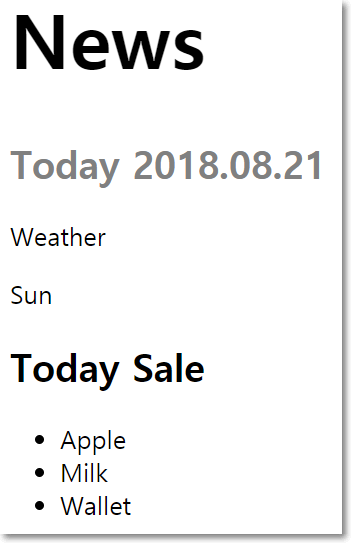 News
Today 2018.08.21
Weather
Sun
Today Sale
• Apple
• Milk
• Wallet